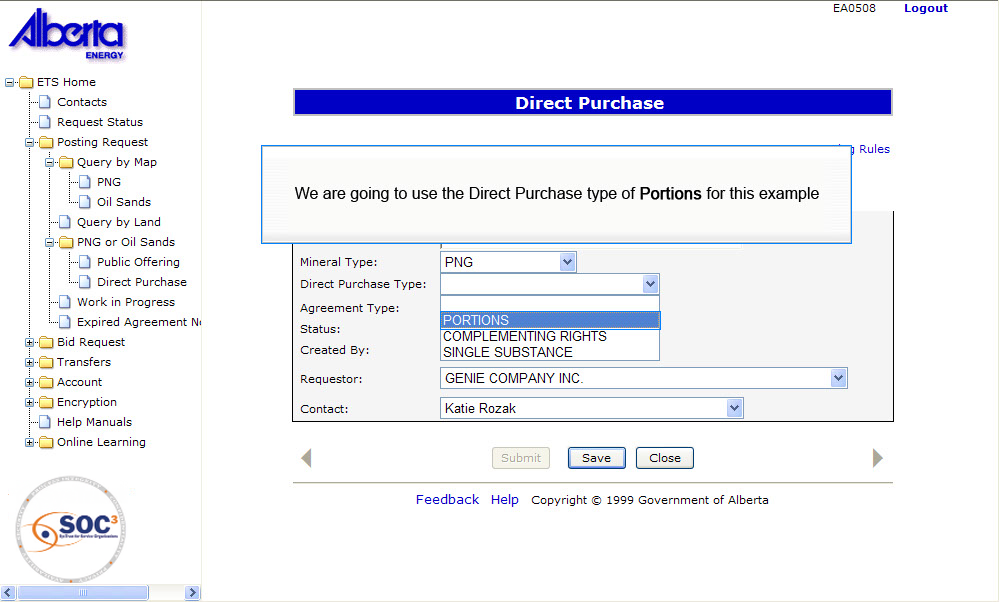 EA0508 Logout
Alberta
ENERGY
ETS Home
Contacts
Request Status
Posting Request
Query by Map
PNG
Oil Sands
Query by Land
PNG or Oil Sands
Public Offering
Direct Purchase
Work in Progress
Expired Agreement No
Bid Request
Transfers
Account
Encryption
Help Manuals
Online Learning
SOC3
Direct Purchase
Rules
We are going to use the Direct Purchase type of Portions for this example
Mineral Type: PNG
Direct Purchase Type:
Agreement Type:
PORTIONS
Status:
COMPLEMENTING RIGHTS
Created By:
SINGLE SUBSTANCE
Requestor: GENIE COMPANY INC.
Contact: Katie Rozak
Submit Save Close
Feedback Help Copyright © 1999 Government of Alberta